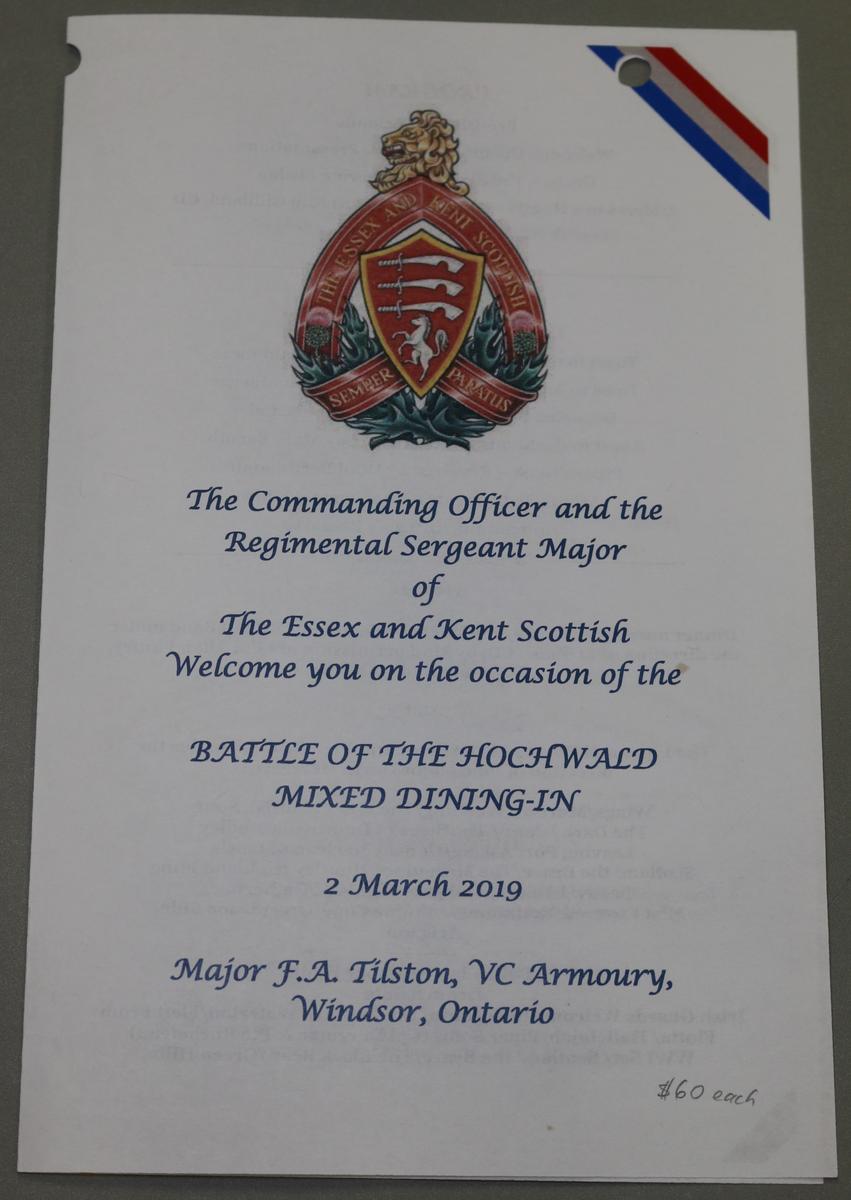 THE ESSEX AND KENT SCOTTISH
SEMPER PARATUS
The Commanding Officer and the
Regimental Sergeant Major
of
The Essex and Kent Scottish
Welcome you on the occasion of the
BATTLE OF THE HOCHWALD
MIXED DINING-IN
2 March 2019
Major F.A. Tilston, VC Armoury,
Windsor, Ontario
$60 each